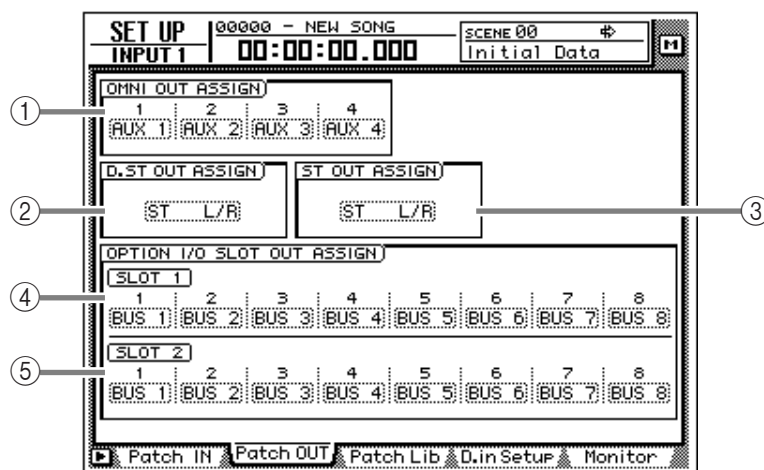 SET UP
INPUT 1
00000 - NEW SONG
00:00:00.000
SCENE 00
Initial Data
M
OMNI OUT ASSIGN
1 2 3 4
AUX 1 AUX 2 AUX 3 AUX 4
D.ST OUT ASSIGN
ST OUT ASSIGN
ST L/R
ST L/R
OPTION I/O SLOT OUT ASSIGN
SLOT 1
1 2 3 4 5 6 7 8
BUS 1 BUS 2 BUS 3 BUS 4 BUS 5 BUS 6 BUS 7 BUS 8
SLOT 2
1 2 3 4 5 6 7 8
BUS 1 BUS 2 BUS 3 BUS 4 BUS 5 BUS 6 BUS 7 BUS 8
Patch IN Patch OUT Patch Lib D.in Setup Monitor
1
2
3
4
5